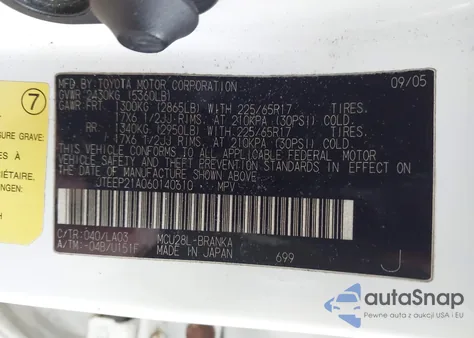 MFD. BY: TOYOTA MOTOR CORPORATION 09/05
GVWR 2430KG (5360LB)
GAWR FRT. 1300KG (2865LB) WITH 225/65R17 TIRES.
17X6 1/2JJ RIMS. AT 210KPA (30PSI) COLD.
RR. 1340KG (2950LB) WITH 225/65R17 TIRES.
17X6 1/2JJ RIMS. AT 210KPA (30PSI) COLD.
THIS VEHICLE CONFORMS TO ALL APPLICABLE FEDERAL MOTOR
VEHICLE SAFETY AND THEFT PREVENTION STANDARDS IN EFFECT ON
THE DATE OF MANUFACTURE SHOWN ABOVE.
JTEEP21A060140810 MPV
C/TR:040/LA03 MCU28L-BRANKA
A/TM:-04B/U151F MADE IN JAPAN 699 J
7
SURE GRAVE.
autoSnap
Pewne auta z aukcji USA i EU